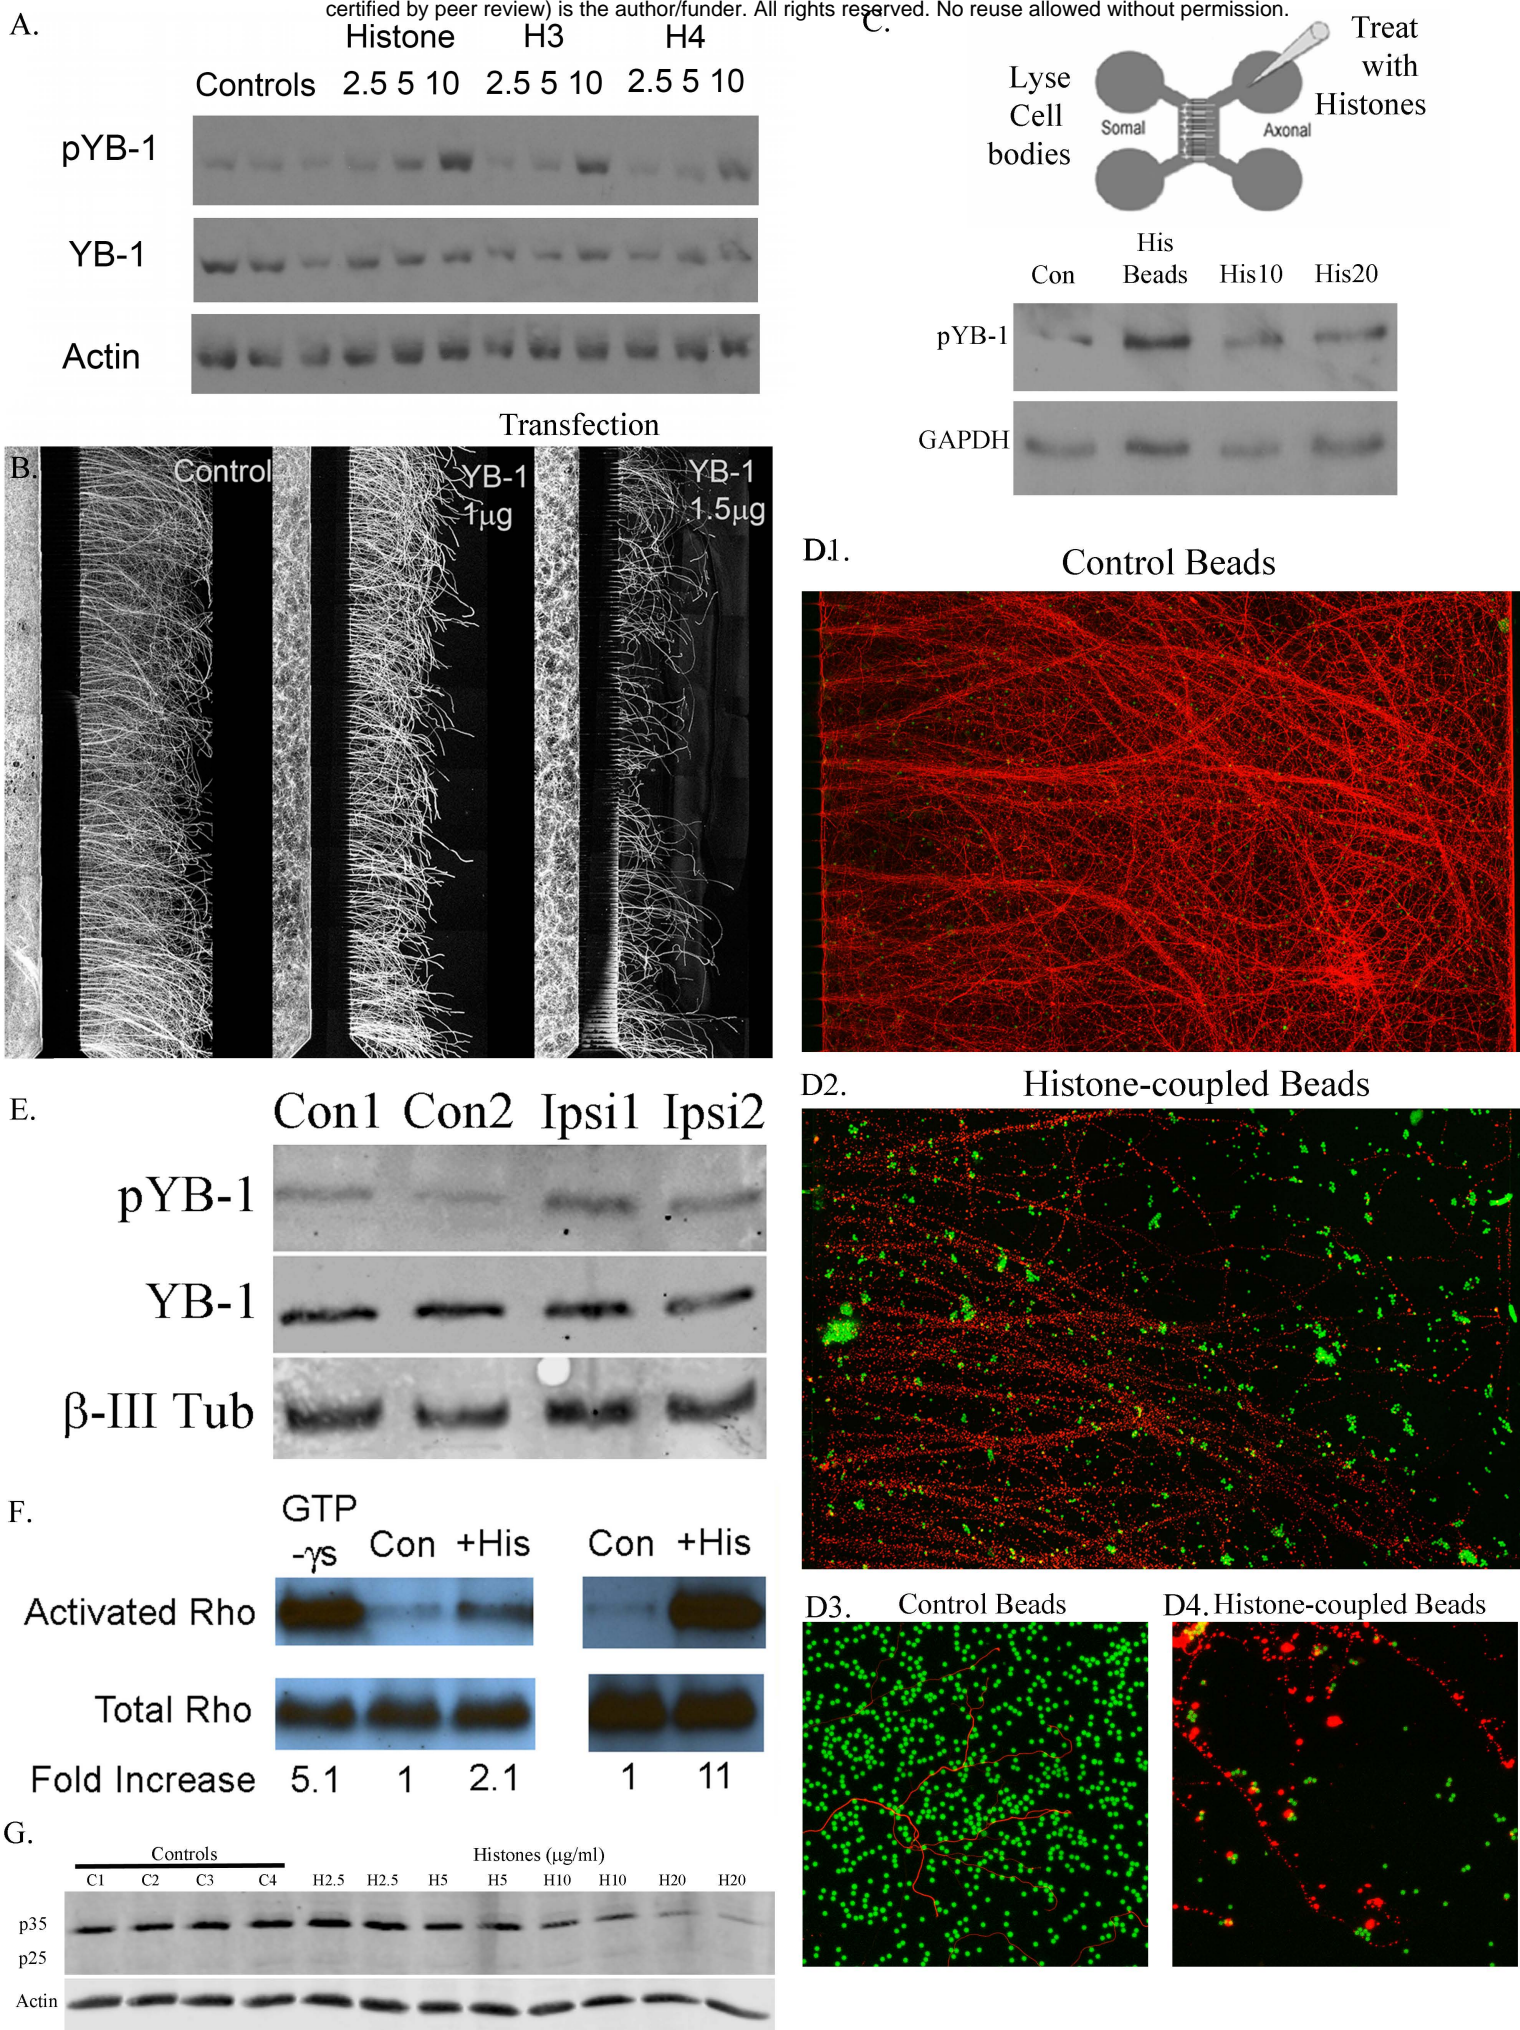 certified by peer review) is the author/funder. All rights reserved. No reuse allowed without permission.
A.
Histone H3 H4
Controls 2.5 5 10 2.5 5 10 2.5 5 10
pYB-1
YB-1
Actin
Transfection
B.
Control
YB-1
1µg
YB-1
1.5µg
C.
Treat
with
Histones
Lyse
Cell
bodies
Somal
Axonal
Con His Beads His10 His20
pYB-1
GAPDH
D1.
Control Beads
D2.
Histone-coupled Beads
D3. Control Beads
D4. Histone-coupled Beads
E.
Con1 Con2 Ipsi1 Ipsi2
pYB-1
YB-1
β-III Tub
F.
GTP
-γs Con +His Con +His
Activated Rho
Total Rho
Fold Increase 5.1 1 2.1 1 11
G.
Controls Histones (µg/ml)
C1 C2 C3 C4 H2.5 H2.5 H5 H5 H10 H10 H20 H20
p35
p25
Actin